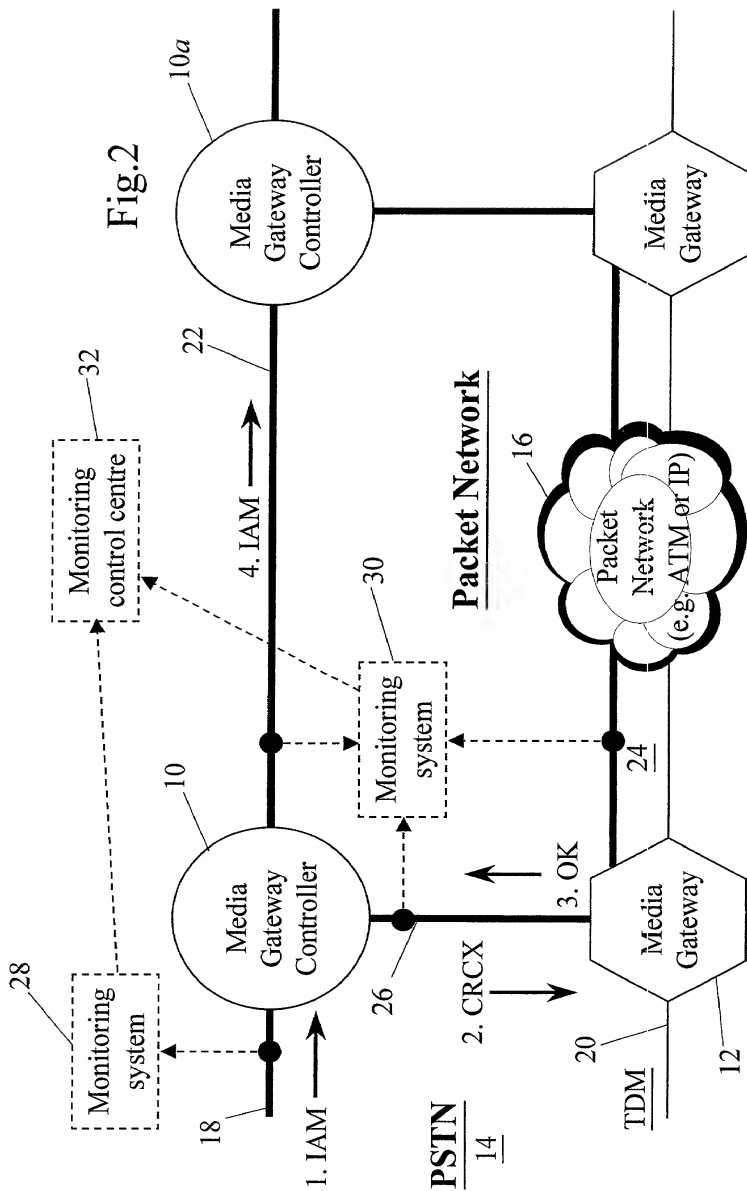 Fig.2
28
Monitoring
system
18
1. IAM
PSTN
14
10
Media
Gateway
Controller
32
Monitoring
control centre
4. IAM
22
10a
Media
Gateway
Controller
26
2. CRCX
3. OK
30
Monitoring
system
Packet Network
16
Packet
Network
(e.g. ATM or IP)
24
TDM
20
12
Media
Gateway
Media
Gateway